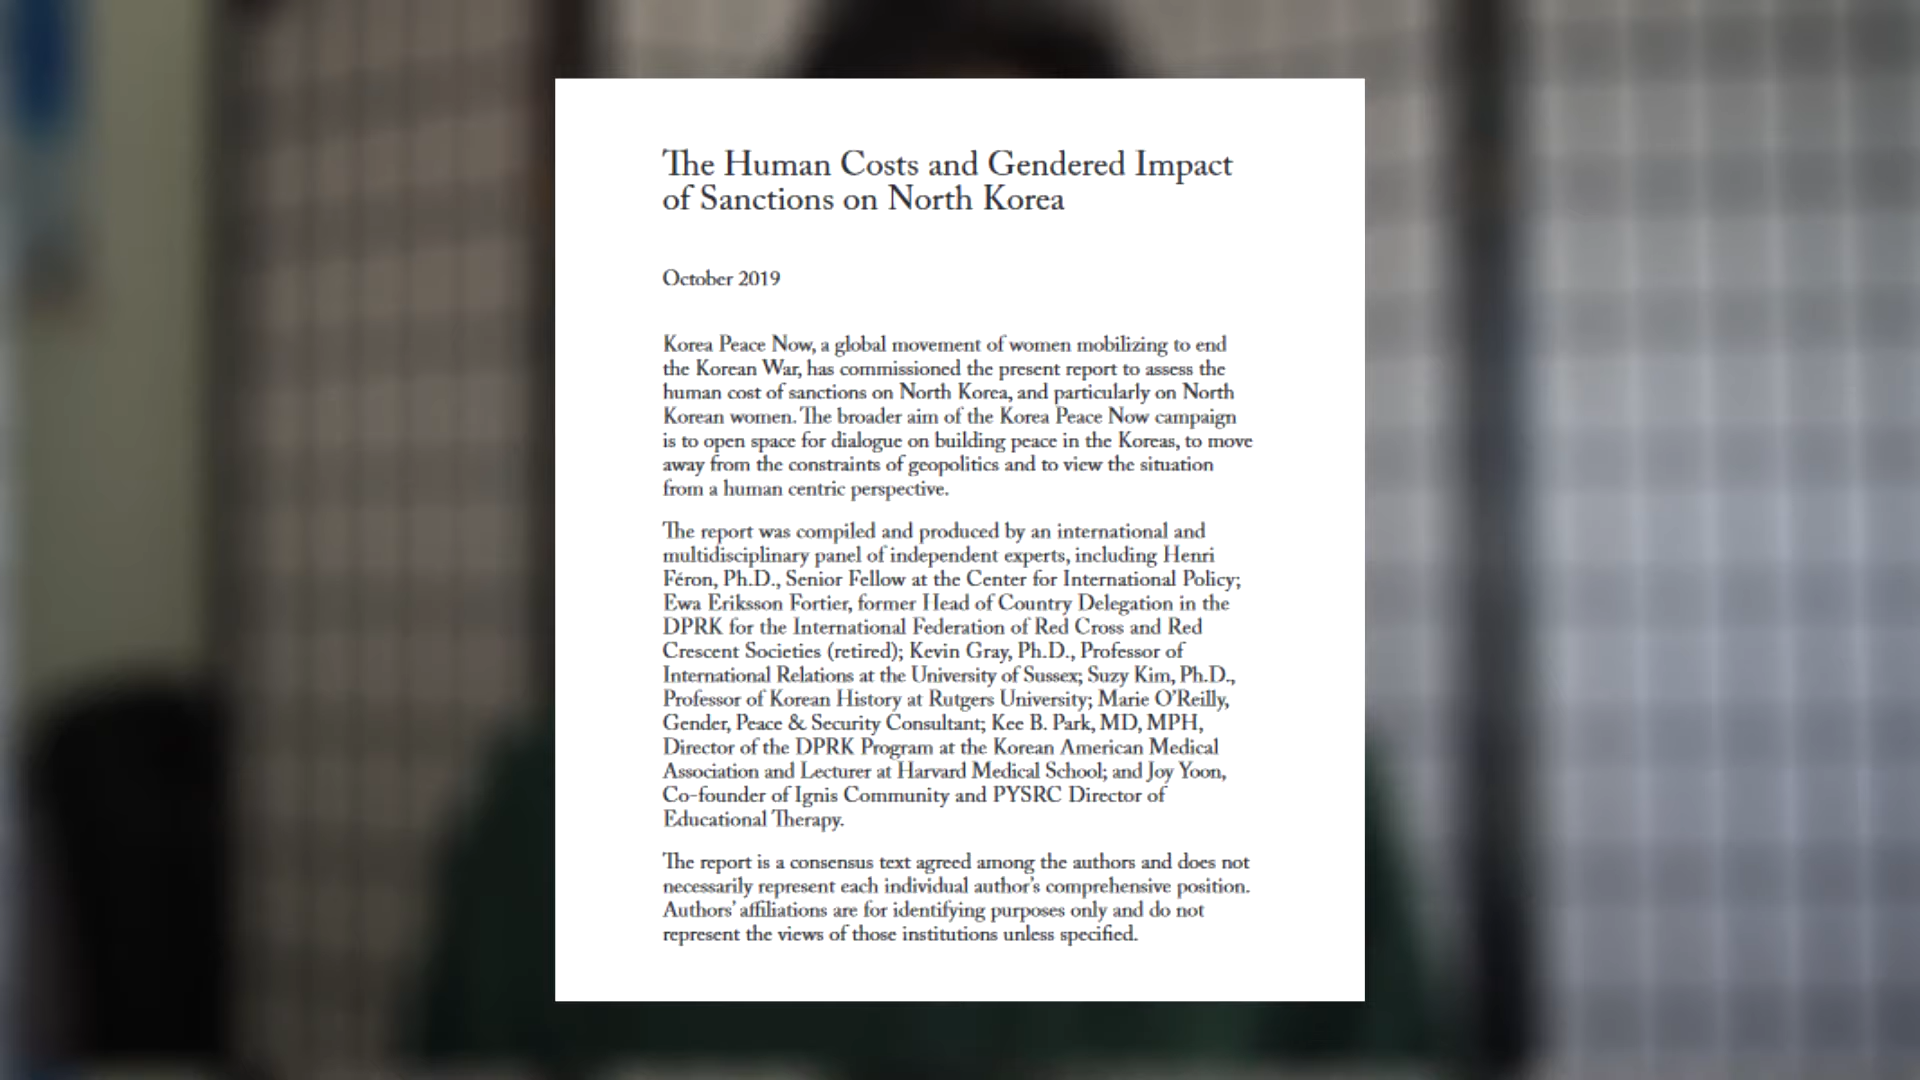 The Human Costs and Gendered Impact
of Sanctions on North Korea
October 2019
Korea Peace Now, a global movement of women mobilizing to end
the Korean War, has commissioned the present report to assess the
human cost of sanctions on North Korea, and particularly on North
Korean women. The broader aim of the Korea Peace Now campaign
is to open space for dialogue on building peace in the Koreas, to move
away from the constraints of geopolitics and to view the situation
from a human centric perspective.
The report was compiled and produced by an international and
multidisciplinary panel of independent experts, including Henri
Féron, Ph.D., Senior Fellow at the Center for International Policy;
Ewa Eriksson Fortier, former Head of Country Delegation in the
DPRK for the International Federation of Red Cross and Red
Crescent Societies (retired); Kevin Gray, Ph.D., Professor of
International Relations at the University of Sussex; Suzy Kim, Ph.D.,
Professor of Korean History at Rutgers University; Marie O’Reilly,
Gender, Peace & Security Consultant; Kee B. Park, MD, MPH,
Director of the DPRK Program at the Korean American Medical
Association and Lecturer at Harvard Medical School; and Joy Yoon,
Co-founder of Ignis Community and PYSRC Director of
Educational Therapy.
The report is a consensus text agreed among the authors and does not
necessarily represent each individual author’s comprehensive position.
Authors’ affiliations are for identifying purposes only and do not
represent the views of those institutions unless specified.